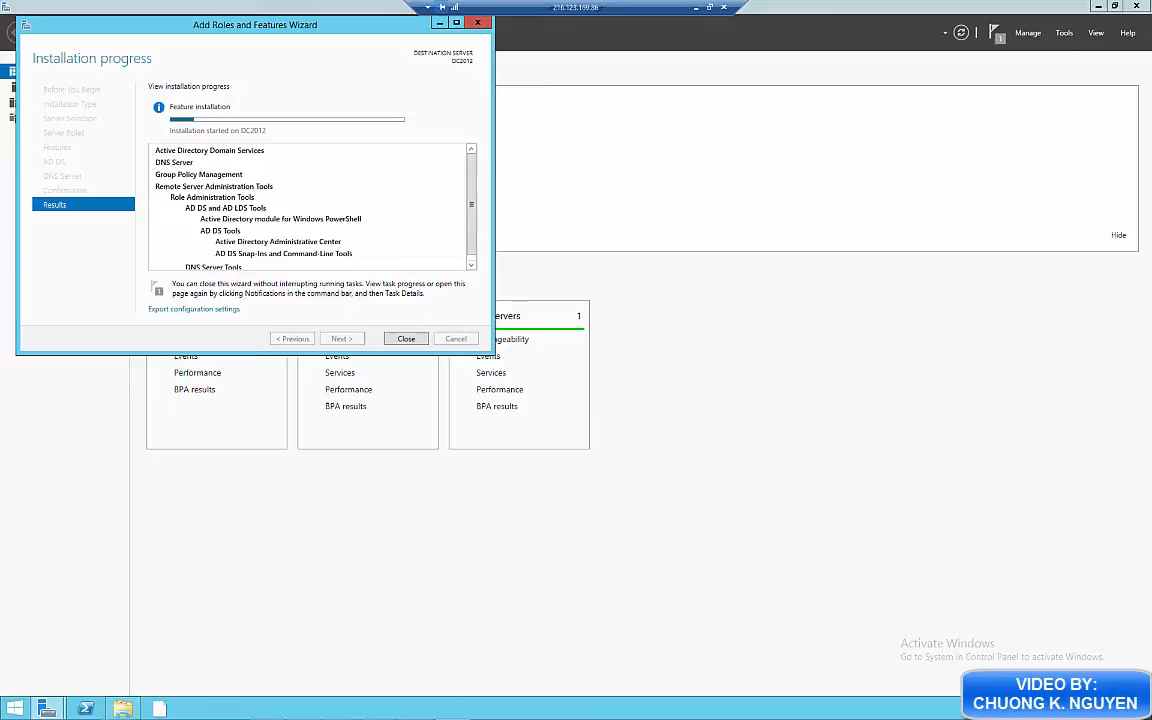 216.123.169.86
Add Roles and Features Wizard
Manage
Tools
View
Help
1
Installation progress
DESTINATION SERVER
DC2012
Before You Begin
Installation Type
Server Selection
Server Roles
Features
AD DS
DNS Server
Confirmation
Results
View installation progress
Feature installation
Installation started on DC2012
Active Directory Domain Services
DNS Server
Group Policy Management
Remote Server Administration Tools
Role Administration Tools
AD DS and AD LDS Tools
Active Directory module for Windows PowerShell
AD DS Tools
Active Directory Administrative Center
AD DS Snap-Ins and Command-Line Tools
DNS Server Tools
1
You can close this wizard without interrupting running tasks. View task progress or open this
page again by clicking Notifications in the command bar, and then Task Details.
Export configuration settings
< Previous
Next >
Close
Cancel
Hide
ervers 1
ageability
Events
Performance
BPA results
Events
Services
Performance
BPA results
Events
Services
Performance
BPA results
Activate Windows
Go to System in Control Panel to activate Windows.
VIDEO BY:
CHUONG K. NGUYEN